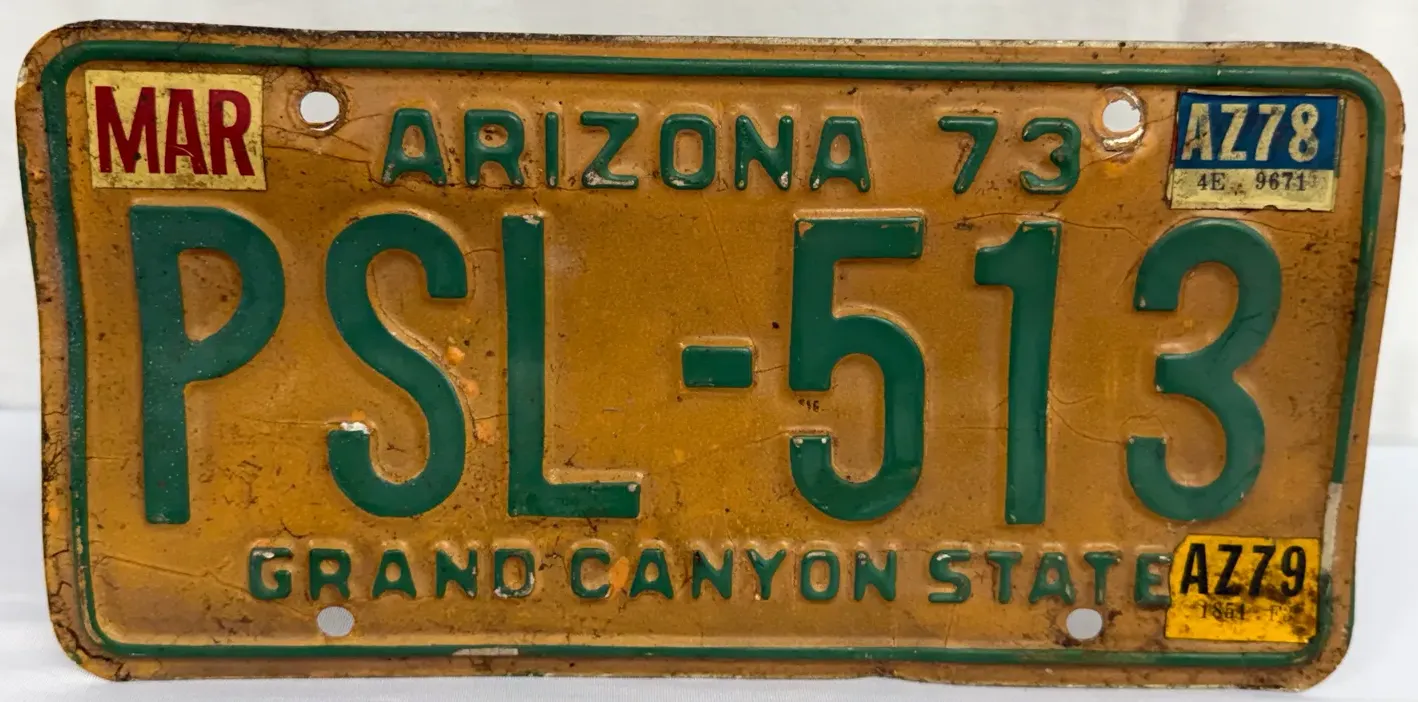 MAR
ARIZONA 73
AZ78
4E 9671
PSL-513
GRAND CANYON STATE
AZ79